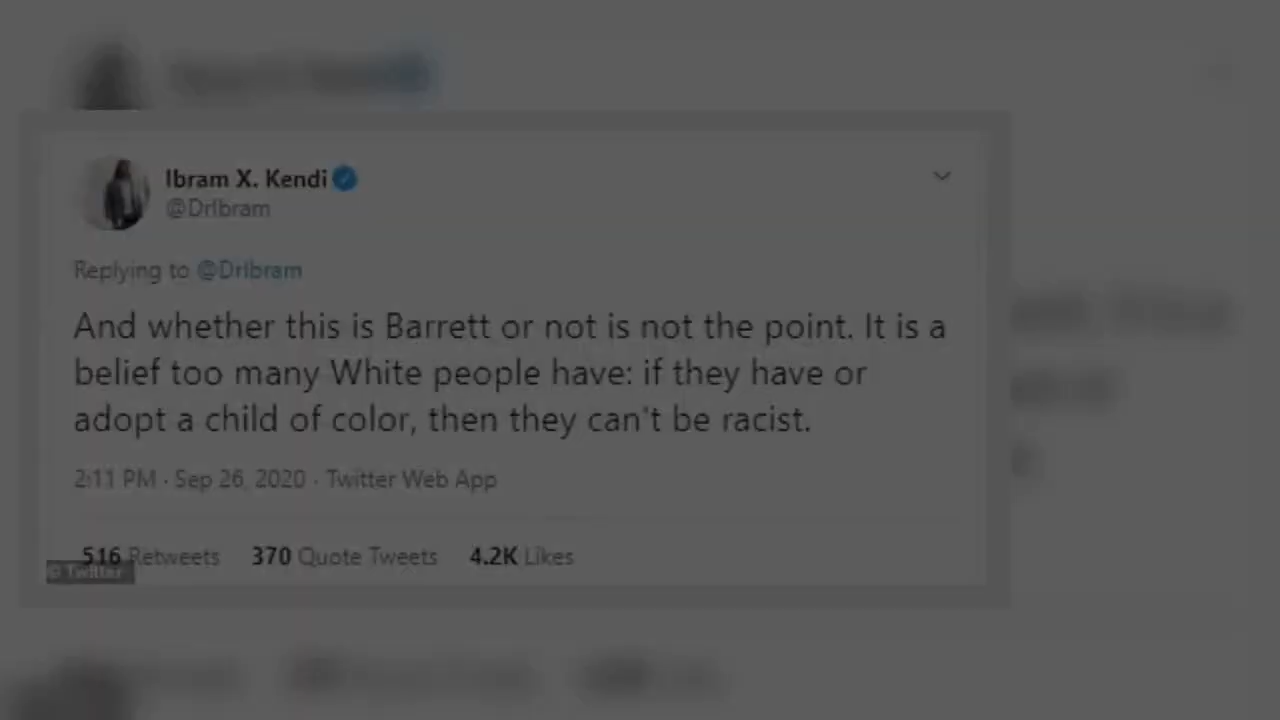 Ibram X. Kendi
@DrIbram
Replying to @DrIbram
And whether this is Barrett or not is not the point. It is a
belief too many White people have: if they have or
adopt a child of color, then they can't be racist.
2:11 PM · Sep 26, 2020 · Twitter Web App
516 Retweets 370 Quote Tweets 4.2K Likes
© Twitter